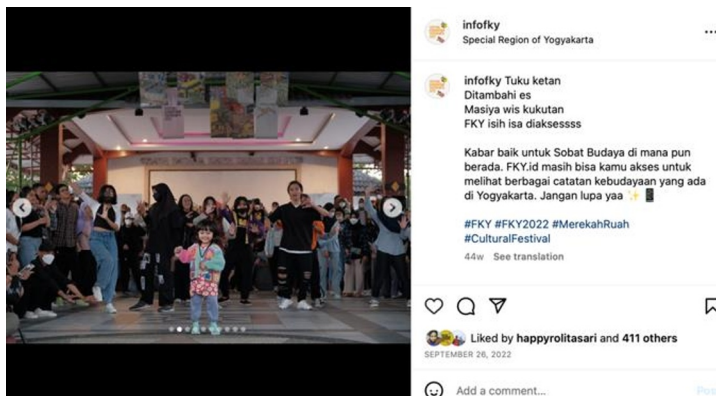 infofky
Special Region of Yogyakarta
infofky Tuku ketan
Ditambahi es
Masiya wis kukutan
FKY isih isa diaksessss
Kabar baik untuk Sobat Budaya di mana pun
berada. FKY.id masih bisa kamu akses untuk
melihat berbagai catatan kebudayaan yang ada
di Yogyakarta. Jangan lupa yaa ✨ 📱
#FKY #FKY2022 #MerekahRuah
#CulturalFestival
44w See translation
Liked by happyrolitasari and 411 others
SEPTEMBER 26, 2022
Add a comment...
Pos